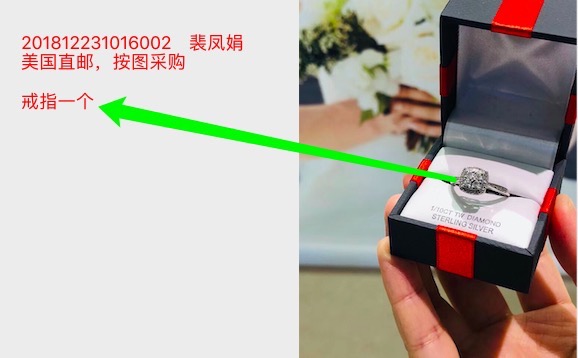 201812231016002 裴凤娟
美国直邮，按图采购
戒指一个
1/10CT TW DIAMOND
STERLING SILVER